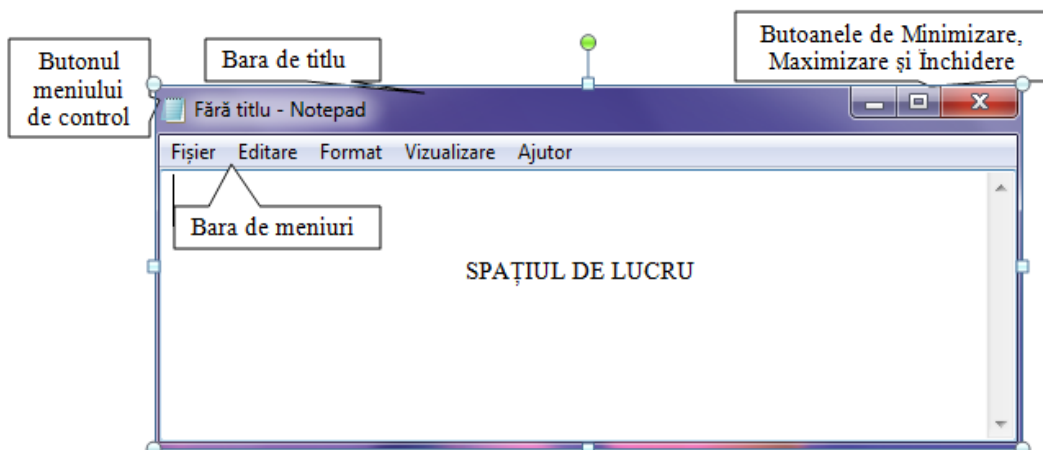 Butonul
meniului
de control
Bara de titlu
Butoanele de Minimizare,
Maximizare și Închidere
Fără titlu - Notepad
Fișier Editare Format Vizualizare Ajutor
Bara de meniuri
SPAȚIUL DE LUCRU